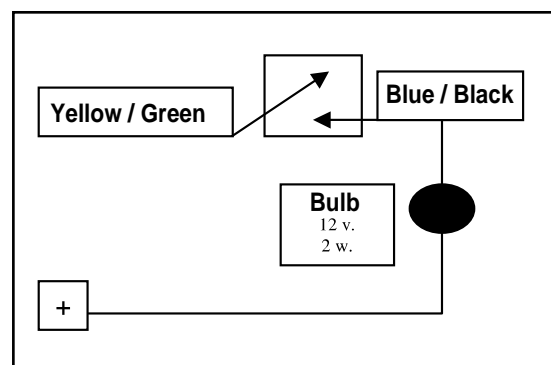 Yellow / Green
Blue / Black
Bulb
12 v.
2 w.
+